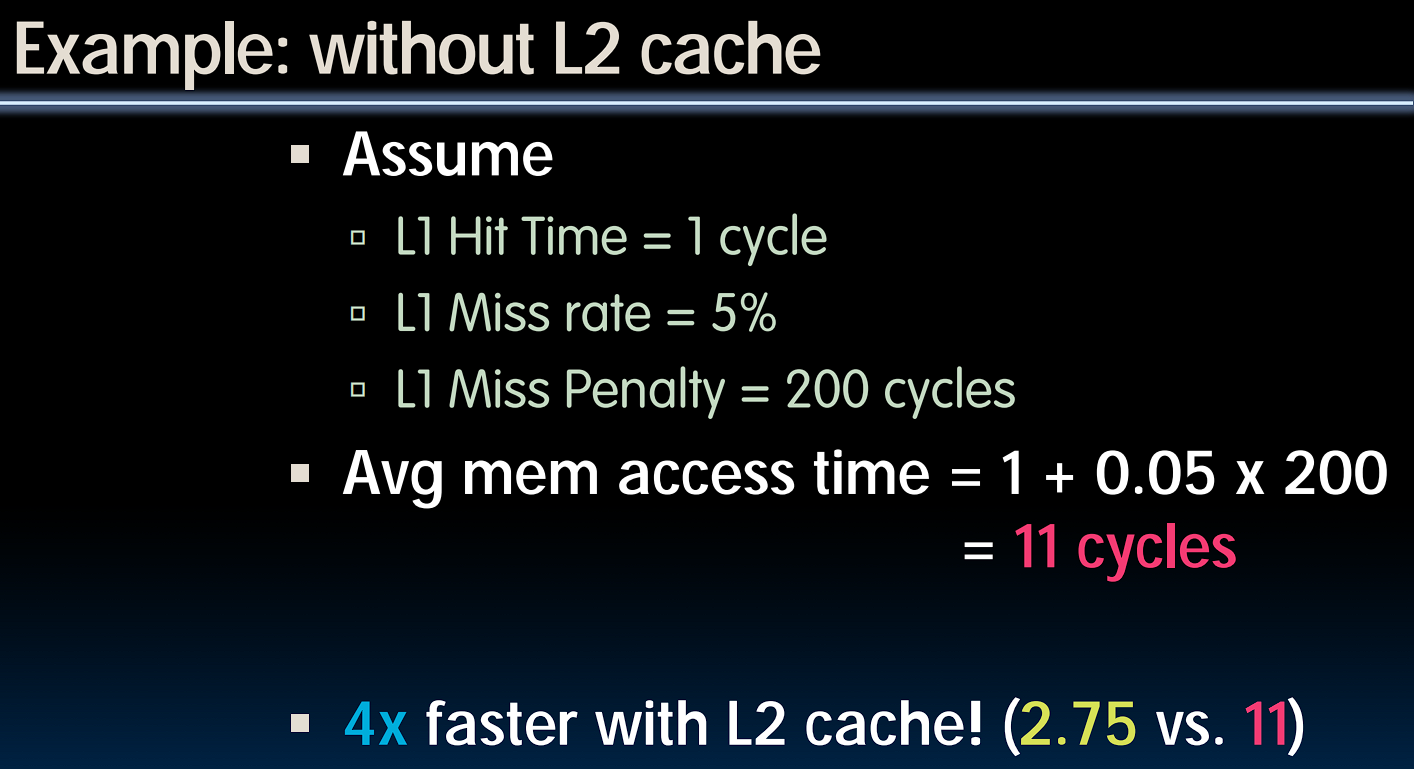 Example: without L2 cache
Assume
L1 Hit Time = 1 cycle
L1 Miss rate = 5%
L1 Miss Penalty = 200 cycles
Avg mem access time = 1 + 0.05 x 200
= 11 cycles
4x faster with L2 cache! (2.75 vs. 11)